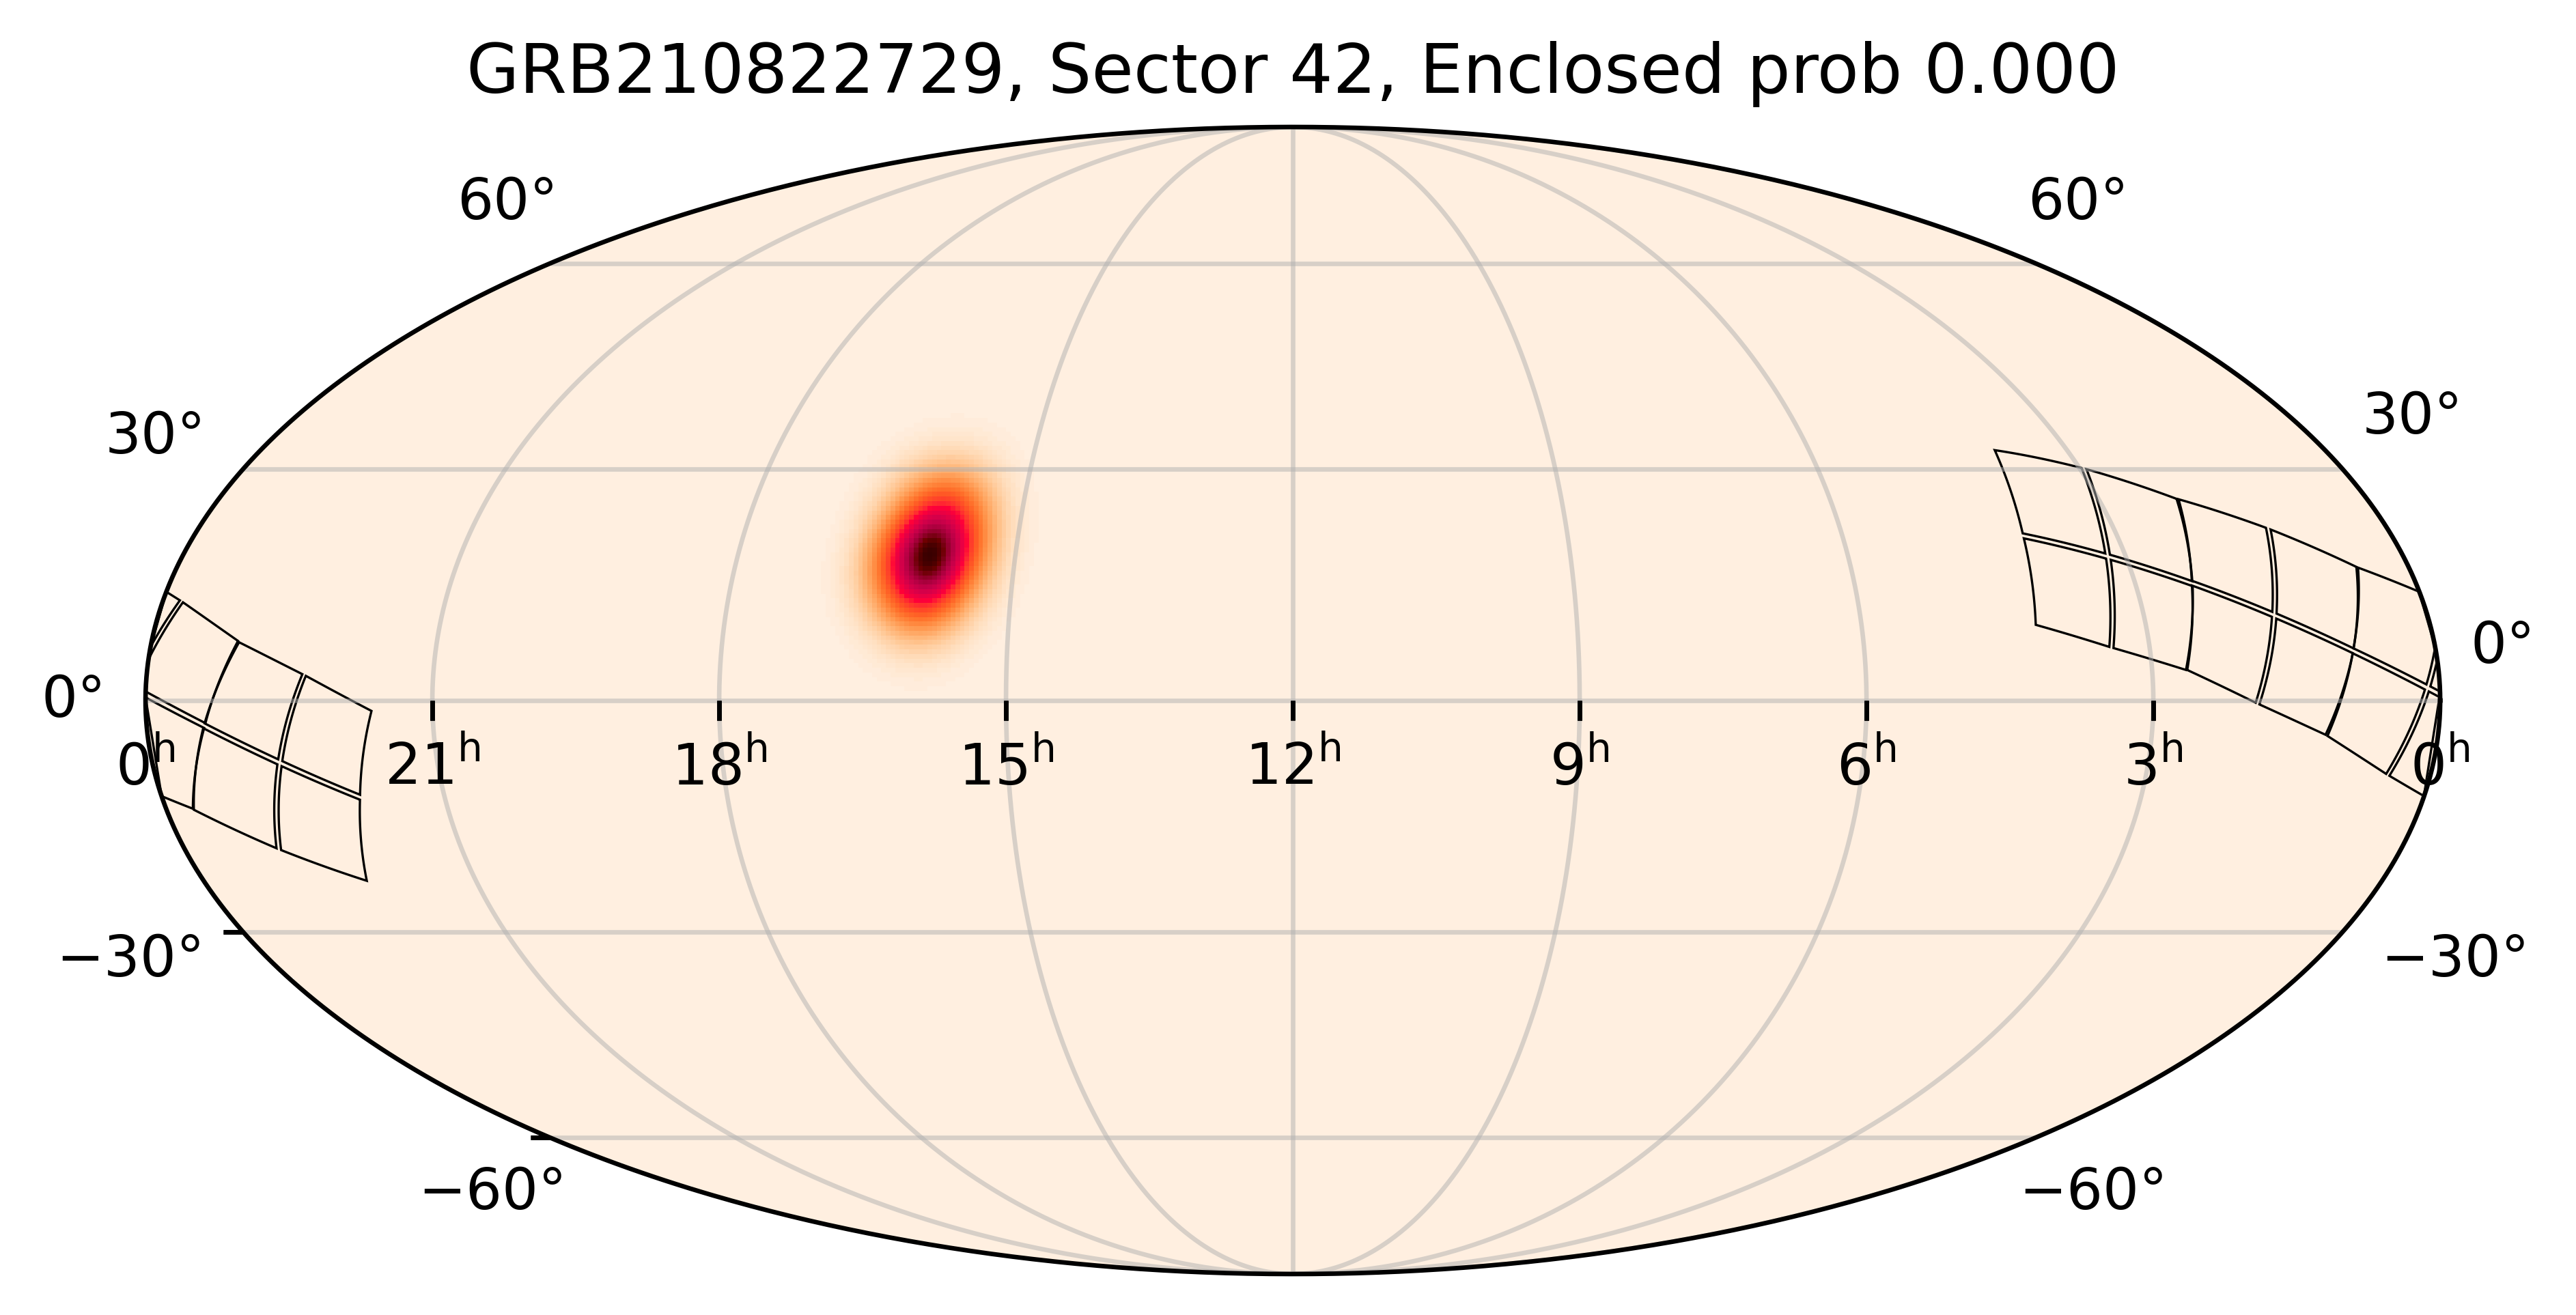 GRB210822729, Sector 42, Enclosed prob 0.000
60° 60°
30° 30°
0° 0°
0h 21h 18h 15h 12h 9h 6h 3h 0h
−30° −30°
−60° −60°